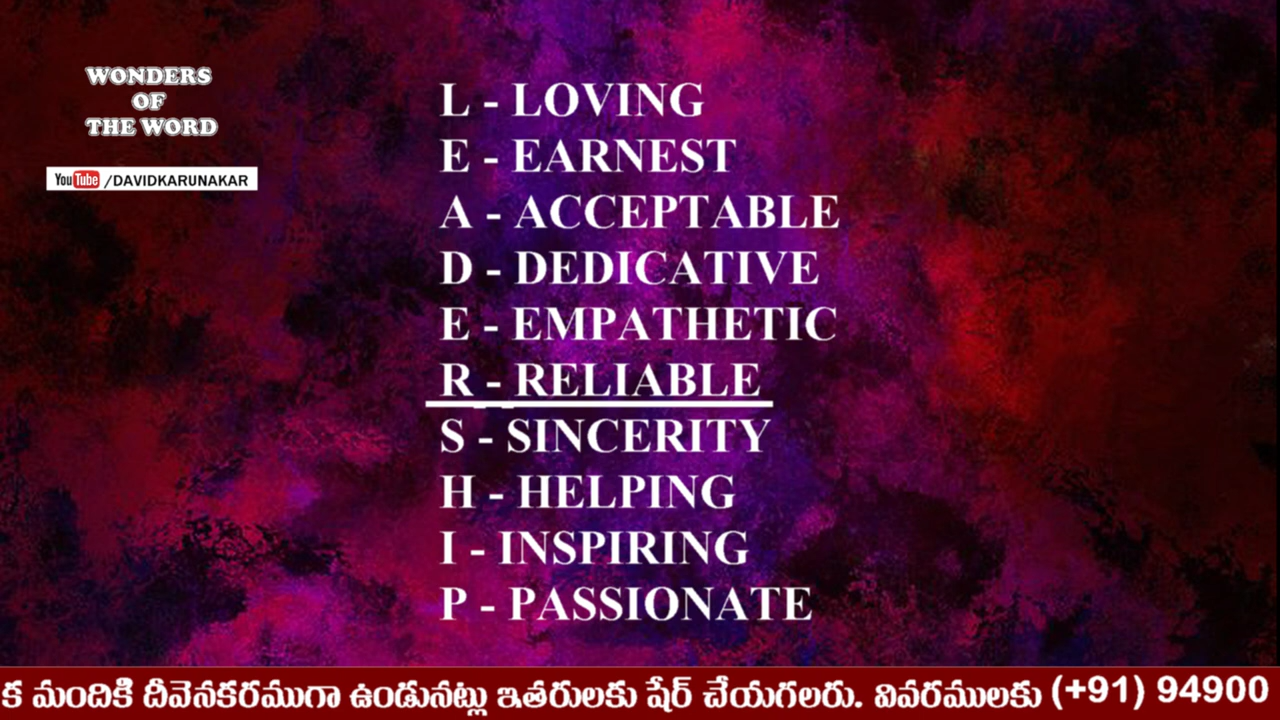 WONDERS
OF
THE WORD
YouTube /DAVIDKARUNAKAR
L - LOVING
E - EARNEST
A - ACCEPTABLE
D - DEDICATIVE
E - EMPATHETIC
R - RELIABLE
S - SINCERITY
H - HELPING
I - INSPIRING
P - PASSIONATE
క మందికి దీవెనకరముగా ఉండునట్లు ఇతరులకు షేర్ చేయగలరు. వివరములకు (+91) 94900